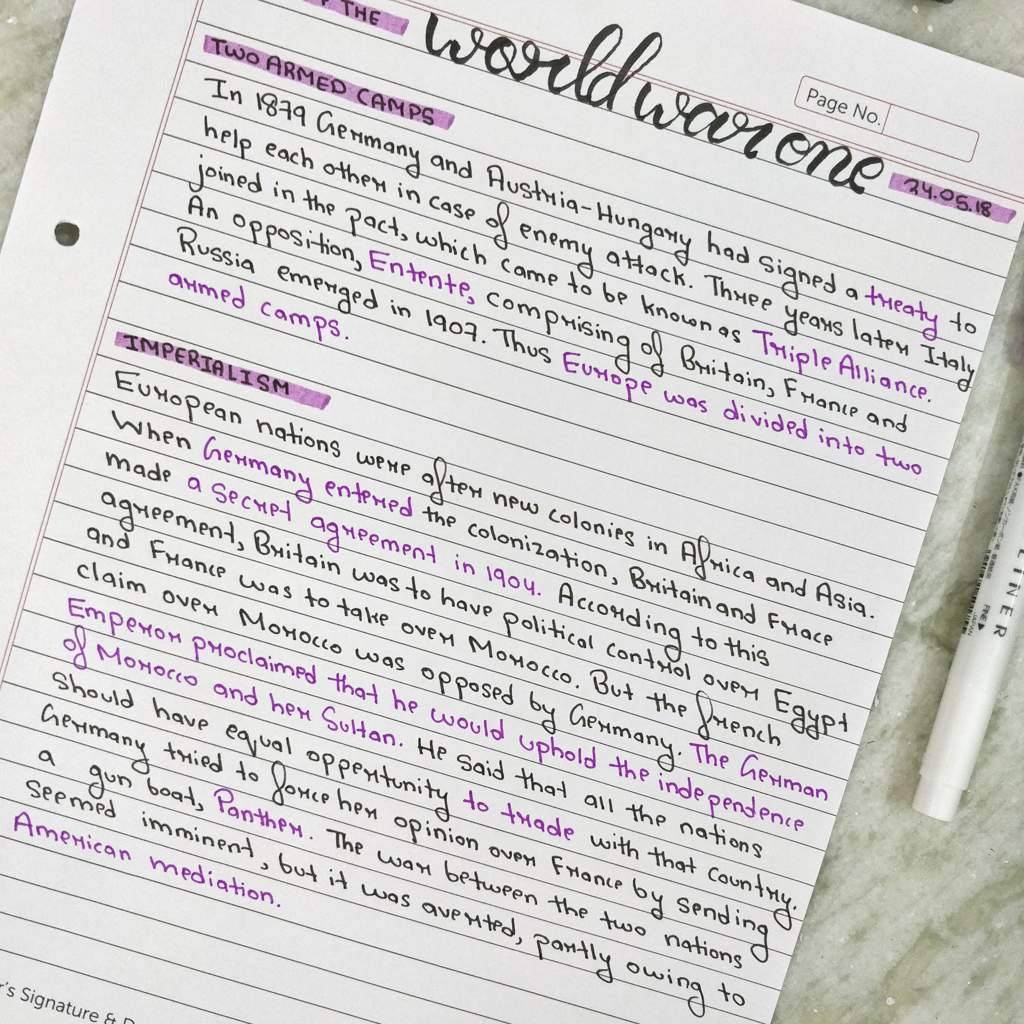 THE
world war one
Page No.
24.05.18
TWO ARMED CAMPS
In 1879 Germany and Austria-Hungary had signed a treaty to
help each other in case of enemy attack. Three years later Italy
joined in the pact, which came to be known as Triple Alliance.
An opposition, Entente, comprising of Britain, France and
Russia emerged in 1907. Thus Europe was divided into two
armed camps.
IMPERIALISM
European nations were after new colonies in Africa and Asia.
When Germany entered the colonization, Britain and Frace
made a secret agreement in 1904. According to this
agreement, Britain was to have political control over Egypt
and France was to take over Morocco. But the french
claim over Morocco was opposed by Germany. The German
Emperor proclaimed that he would uphold the independence
of Morocco and her Sultan. He said that all the nations
should have equal opportunity to trade with that country.
Germany tried to force her opinion over France by sending
a gun boat, Panther. The war between the two nations
seemed imminent, but it was averted, partly owing to
American mediation.
's Signature &
LINER
FINE